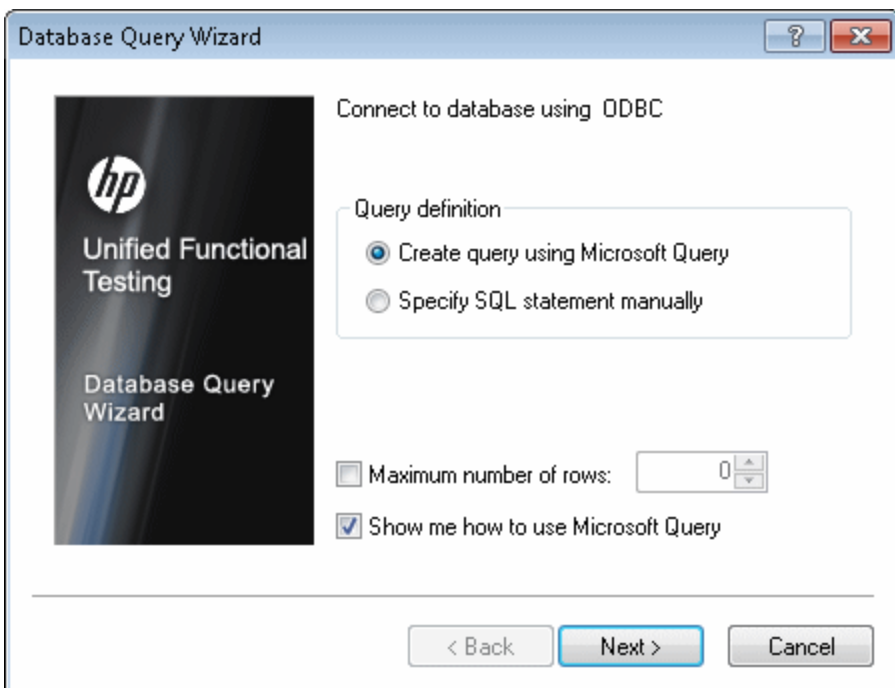 Database Query Wizard
?
Connect to database using ODBC
hp
Unified Functional
Testing
Database Query
Wizard
Query definition
Create query using Microsoft Query
Specify SQL statement manually
Maximum number of rows: 0
Show me how to use Microsoft Query
< Back Next > Cancel